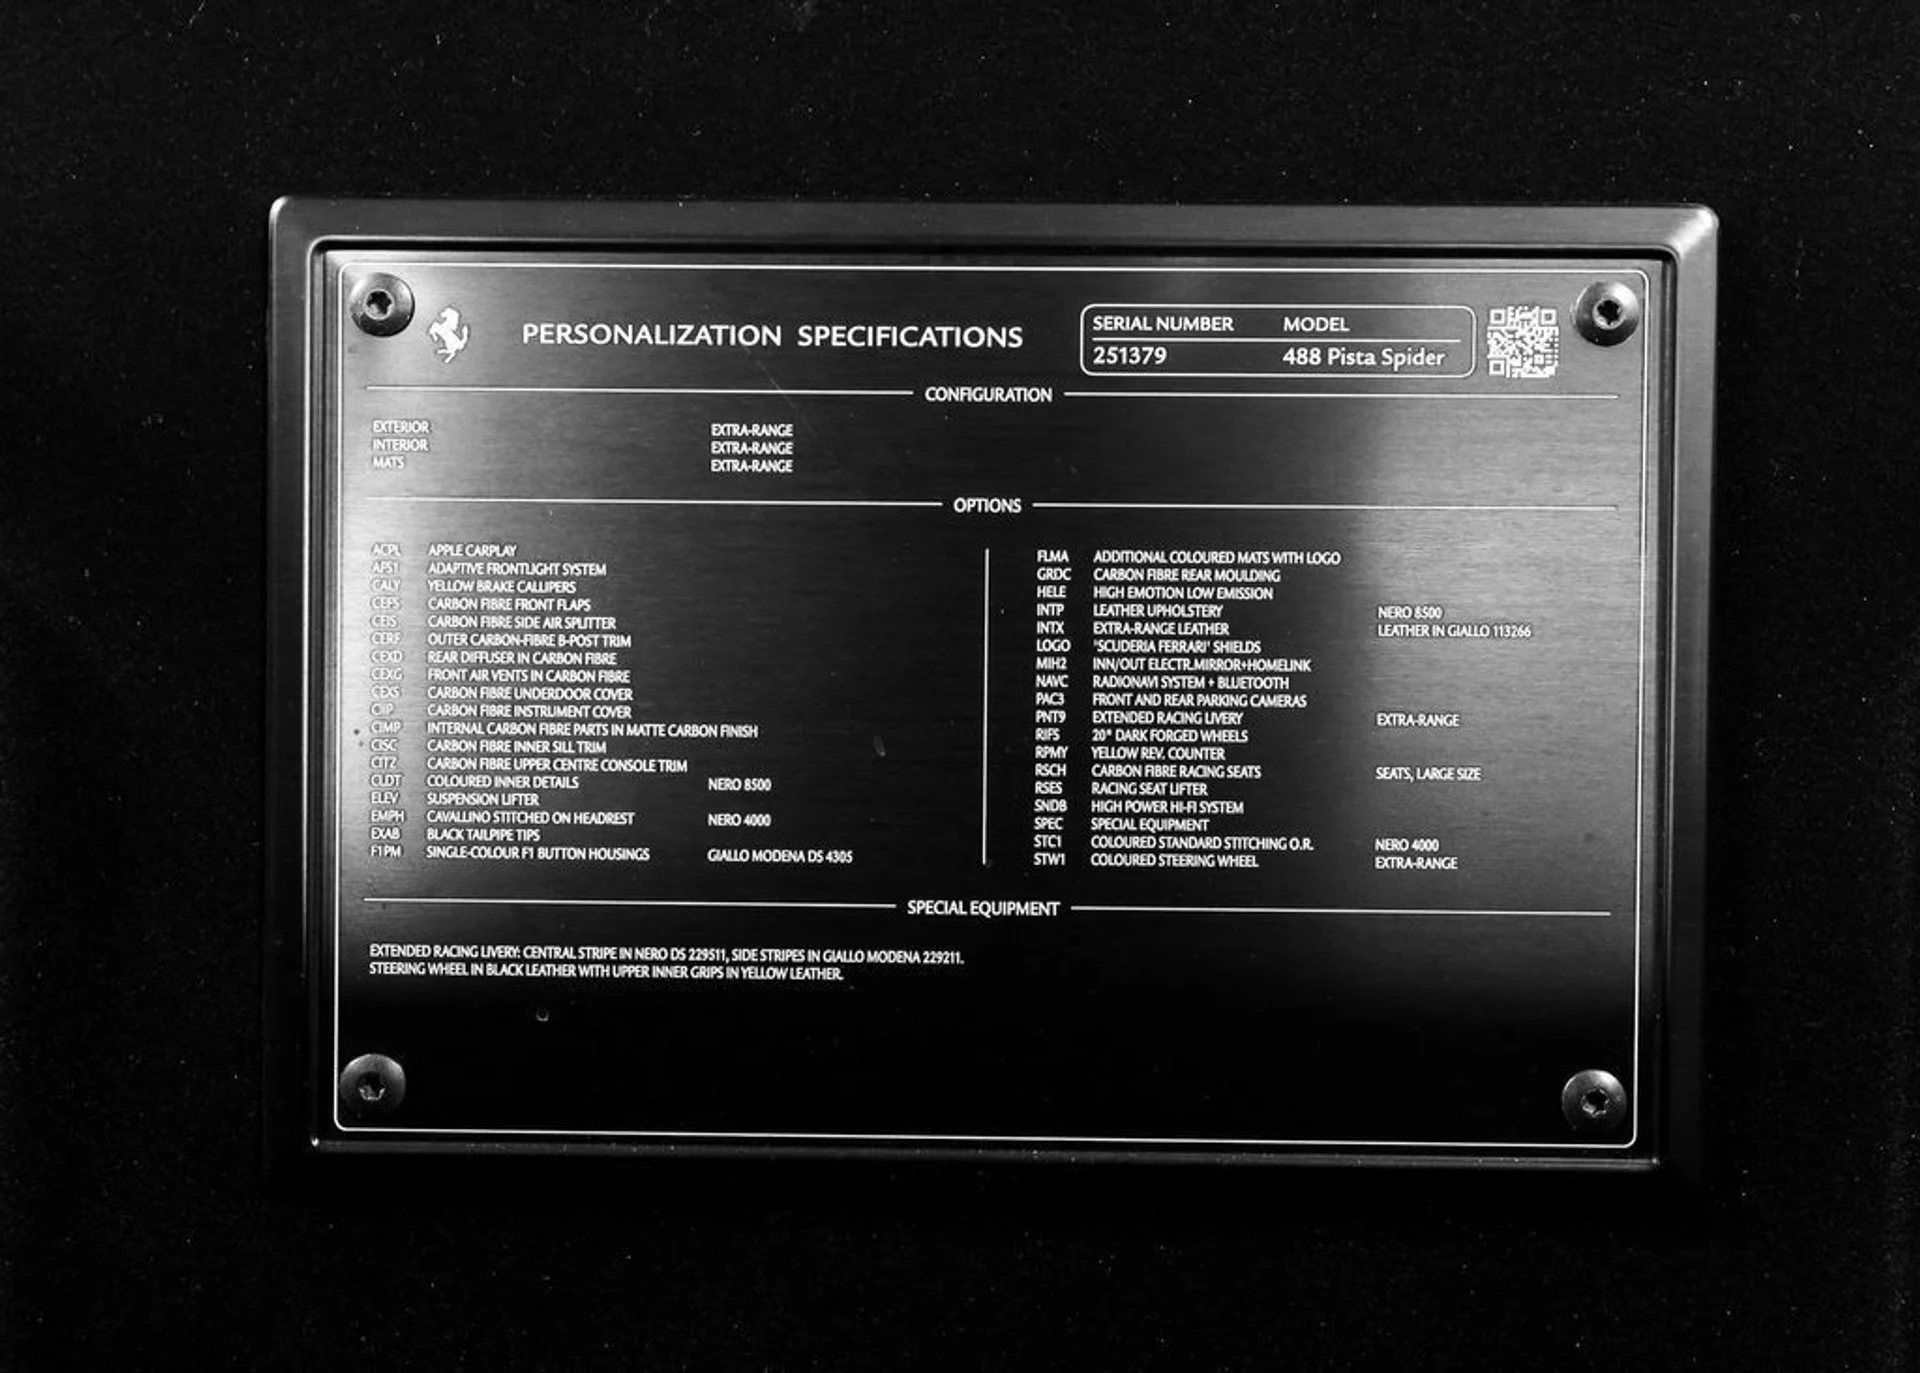 PERSONALIZATION SPECIFICATIONS
SERIAL NUMBER MODEL
251379 488 Pista Spider
CONFIGURATION
EXTERIOR EXTRA-RANGE
INTERIOR EXTRA-RANGE
MATS EXTRA-RANGE
OPTIONS
ACPL APPLE CARPLAY
AFS1 ADAPTIVE FRONTLIGHT SYSTEM
CALY YELLOW BRAKE CALLIPERS
CEFS CARBON FIBRE FRONT FLAPS
CEIS CARBON FIBRE SIDE AIR SPLITTER
CERF OUTER CARBON-FIBRE B-POST TRIM
CEXD REAR DIFFUSER IN CARBON FIBRE
CEXG FRONT AIR VENTS IN CARBON FIBRE
CEXS CARBON FIBRE UNDERDOOR COVER
CIIP CARBON FIBRE INSTRUMENT COVER
CIMP INTERNAL CARBON FIBRE PARTS IN MATTE CARBON FINISH
CISC CARBON FIBRE INNER SILL TRIM
CITZ CARBON FIBRE UPPER CENTRE CONSOLE TRIM
CLDT COLOURED INNER DETAILS NERO 8500
ELEV SUSPENSION LIFTER
EMPH CAVALLINO STITCHED ON HEADREST NERO 4000
EXAB BLACK TAILPIPE TIPS
F1PM SINGLE-COLOUR F1 BUTTON HOUSINGS GIALLO MODENA DS 4305
FLMA ADDITIONAL COLOURED MATS WITH LOGO
GRDC CARBON FIBRE REAR MOULDING
HELE HIGH EMOTION LOW EMISSION
INTP LEATHER UPHOLSTERY NERO 8500
INTX EXTRA-RANGE LEATHER LEATHER IN GIALLO 113266
LOGO "SCUDERIA FERRARI" SHIELDS
MIH2 INN/OUT ELECTR.MIRROR+HOMELINK
NAVC RADIONAVI SYSTEM + BLUETOOTH
PAC3 FRONT AND REAR PARKING CAMERAS
PNT9 EXTENDED RACING LIVERY EXTRA-RANGE
RIF5 20" DARK FORGED WHEELS
RPMY YELLOW REV. COUNTER
RSCH CARBON FIBRE RACING SEATS SEATS, LARGE SIZE
RSES RACING SEAT LIFTER
SNDB HIGH POWER HI-FI SYSTEM
SPEC SPECIAL EQUIPMENT
STC1 COLOURED STANDARD STITCHING O.R. NERO 4000
STW1 COLOURED STEERING WHEEL EXTRA-RANGE
SPECIAL EQUIPMENT
EXTENDED RACING LIVERY: CENTRAL STRIPE IN NERO DS 229511, SIDE STRIPES IN GIALLO MODENA 229211.
STEERING WHEEL IN BLACK LEATHER WITH UPPER INNER GRIPS IN YELLOW LEATHER.